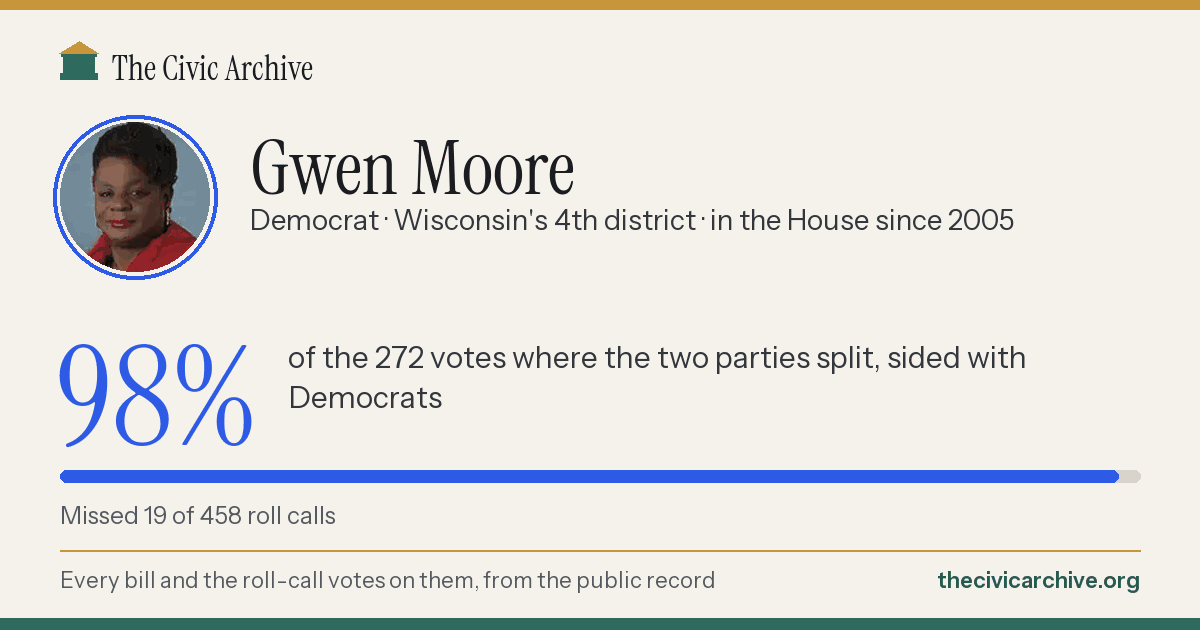 The Civic Archive
Gwen Moore
Democrat · Wisconsin's 4th district · in the House since 2005
98%
of the 272 votes where the two parties split, sided with
Democrats
Missed 19 of 458 roll calls
Every bill and the roll-call votes on them, from the public record
thecivicarchive.org